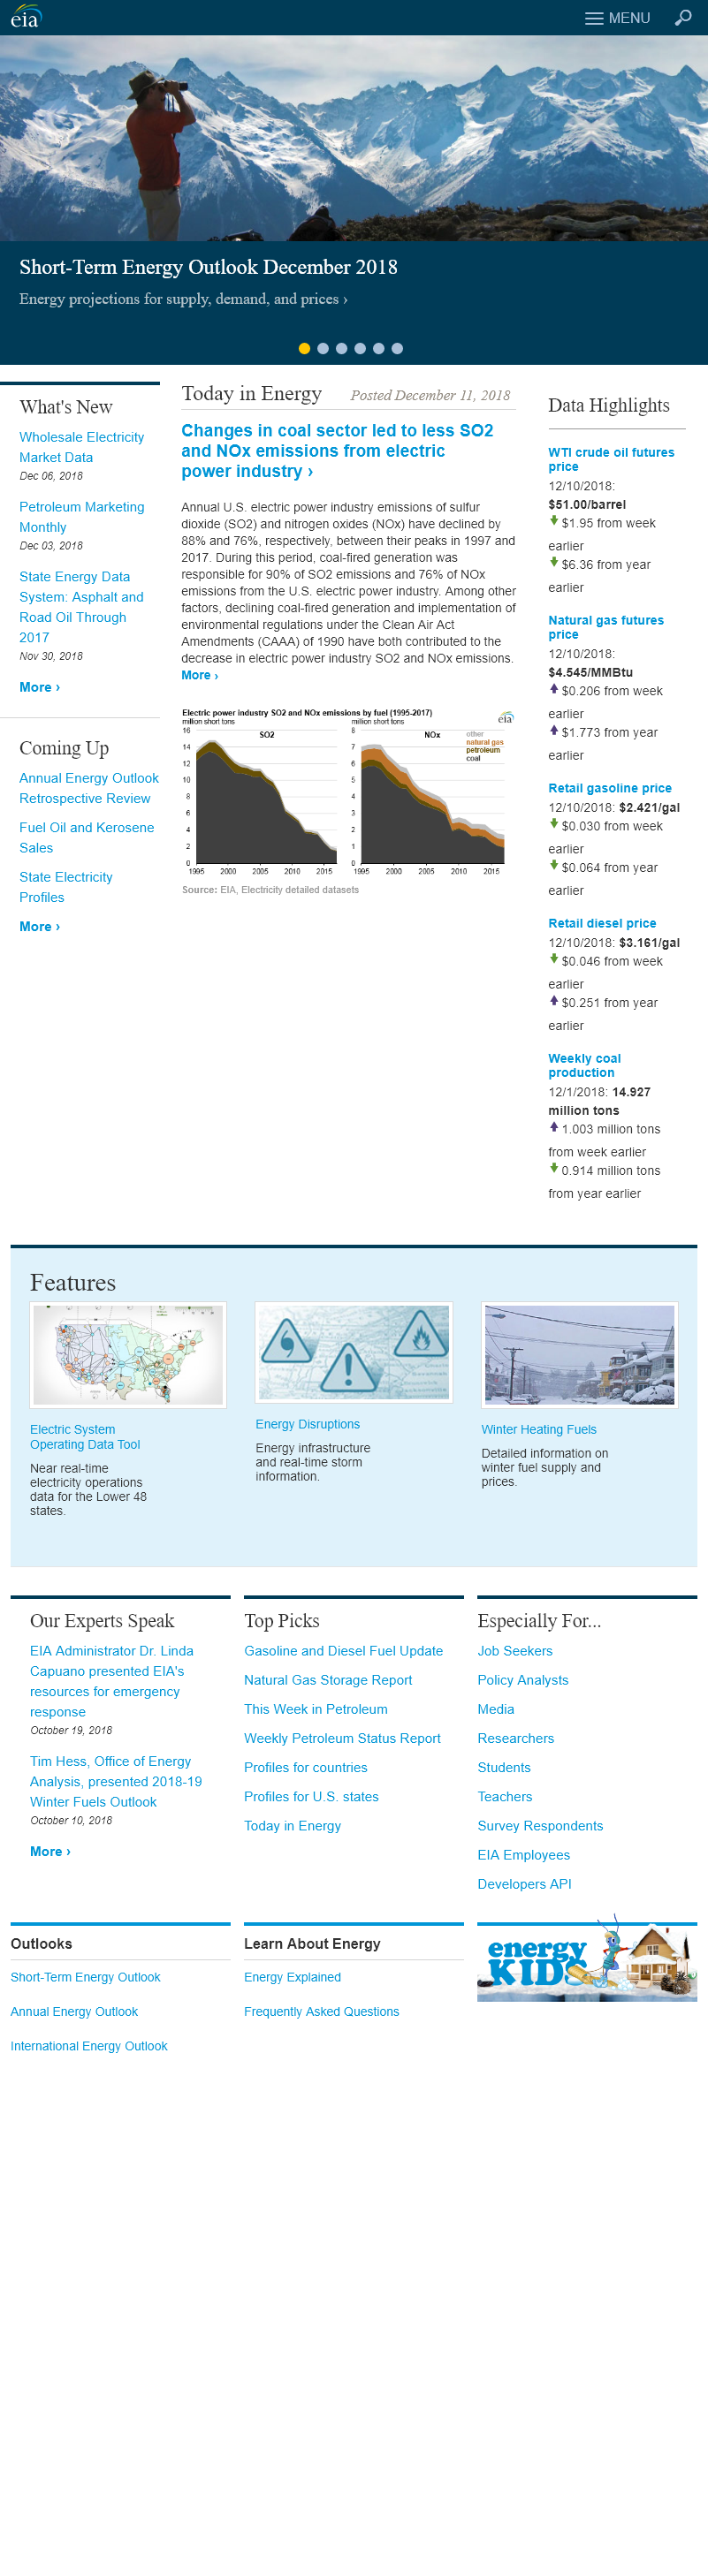 eia
MENU
Short-Term Energy Outlook December 2018
Energy projections for supply, demand, and prices ›
What's New
Wholesale Electricity
Market Data
Dec 06, 2018
Petroleum Marketing
Monthly
Dec 03, 2018
State Energy Data
System: Asphalt and
Road Oil Through
2017
Nov 30, 2018
More ›
Coming Up
Annual Energy Outlook
Retrospective Review
Fuel Oil and Kerosene
Sales
State Electricity
Profiles
More ›
Today in Energy
Posted December 11, 2018
Changes in coal sector led to less SO2
and NOx emissions from electric
power industry ›
Annual U.S. electric power industry emissions of sulfur
dioxide (SO2) and nitrogen oxides (NOx) have declined by
88% and 76%, respectively, between their peaks in 1997 and
2017. During this period, coal-fired generation was
responsible for 90% of SO2 emissions and 76% of NOx
emissions from the U.S. electric power industry. Among other
factors, declining coal-fired generation and implementation of
environmental regulations under the Clean Air Act
Amendments (CAAA) of 1990 have both contributed to the
decrease in electric power industry SO2 and NOx emissions.
More ›
Electric power industry SO2 and NOx emissions by fuel (1995-2017)
million short tons
million short tons
eia
16
14
12
10
8
6
4
2
0
SO2
1995 2000 2005 2010 2015
8
7
6
5
4
3
2
1
0
NOx
other
natural gas
petroleum
coal
1995 2000 2005 2010 2015
Source: EIA, Electricity detailed datasets
Data Highlights
WTI crude oil futures
price
12/10/2018:
$51.00/barrel
$1.95 from week
earlier
$6.36 from year
earlier
Natural gas futures
price
12/10/2018:
$4.545/MMBtu
$0.206 from week
earlier
$1.773 from year
earlier
Retail gasoline price
12/10/2018: $2.421/gal
$0.030 from week
earlier
$0.064 from year
earlier
Retail diesel price
12/10/2018: $3.161/gal
$0.046 from week
earlier
$0.251 from year
earlier
Weekly coal
production
12/1/2018: 14.927
million tons
1.003 million tons
from week earlier
0.914 million tons
from year earlier
Features
Electric System
Operating Data Tool
Near real-time
electricity operations
data for the Lower 48
states.
Energy Disruptions
Energy infrastructure
and real-time storm
information.
Winter Heating Fuels
Detailed information on
winter fuel supply and
prices.
Our Experts Speak
EIA Administrator Dr. Linda
Capuano presented EIA's
resources for emergency
response
October 19, 2018
Tim Hess, Office of Energy
Analysis, presented 2018-19
Winter Fuels Outlook
October 10, 2018
More ›
Top Picks
Gasoline and Diesel Fuel Update
Natural Gas Storage Report
This Week in Petroleum
Weekly Petroleum Status Report
Profiles for countries
Profiles for U.S. states
Today in Energy
Especially For...
Job Seekers
Policy Analysts
Media
Researchers
Students
Teachers
Survey Respondents
EIA Employees
Developers API
Outlooks
Short-Term Energy Outlook
Annual Energy Outlook
International Energy Outlook
Learn About Energy
Energy Explained
Frequently Asked Questions
energy
KIDS